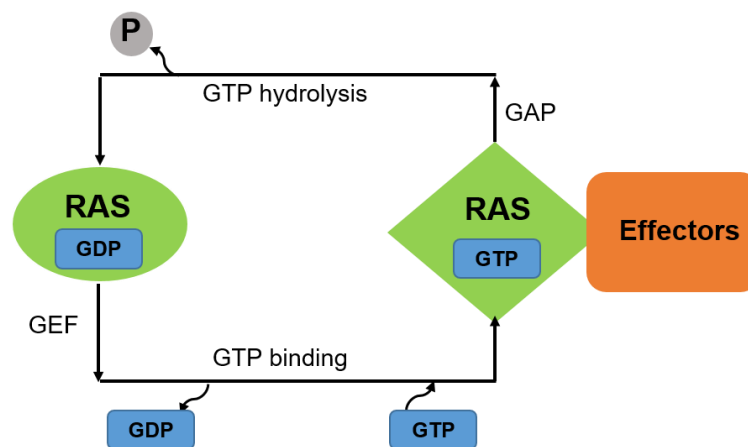 P
GTP hydrolysis
GAP
RAS
GDP
RAS
GTP
Effectors
GEF
GTP binding
GDP
GTP